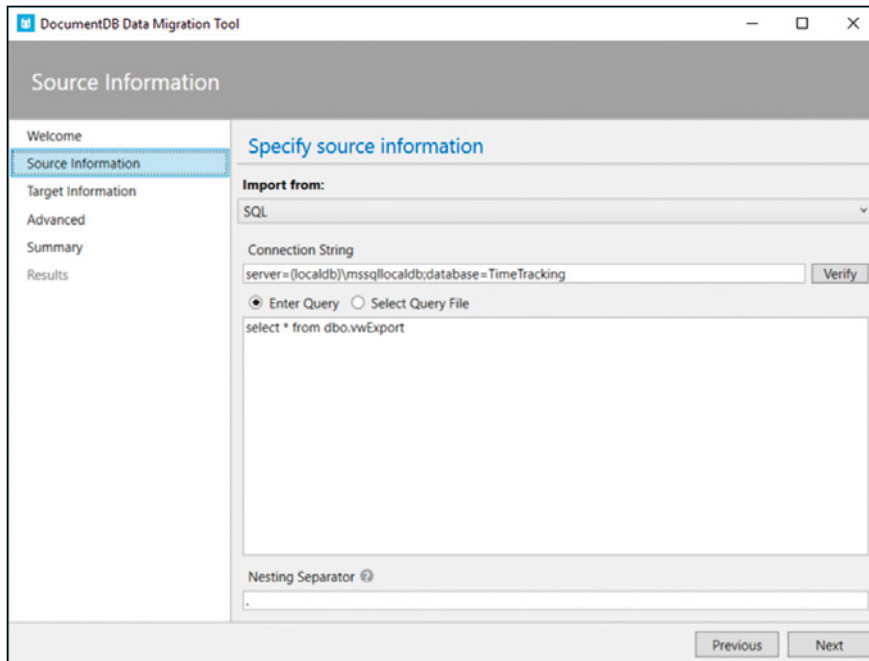 DocumentDB Data Migration Tool
Source Information
Welcome
Source Information
Target Information
Advanced
Summary
Results
Specify source information
Import from:
SQL
Connection String
server=(localdb)\mssqllocaldb;database=TimeTracking
Verify
Enter Query Select Query File
select * from dbo.vwExport
Nesting Separator ?
.
Previous Next